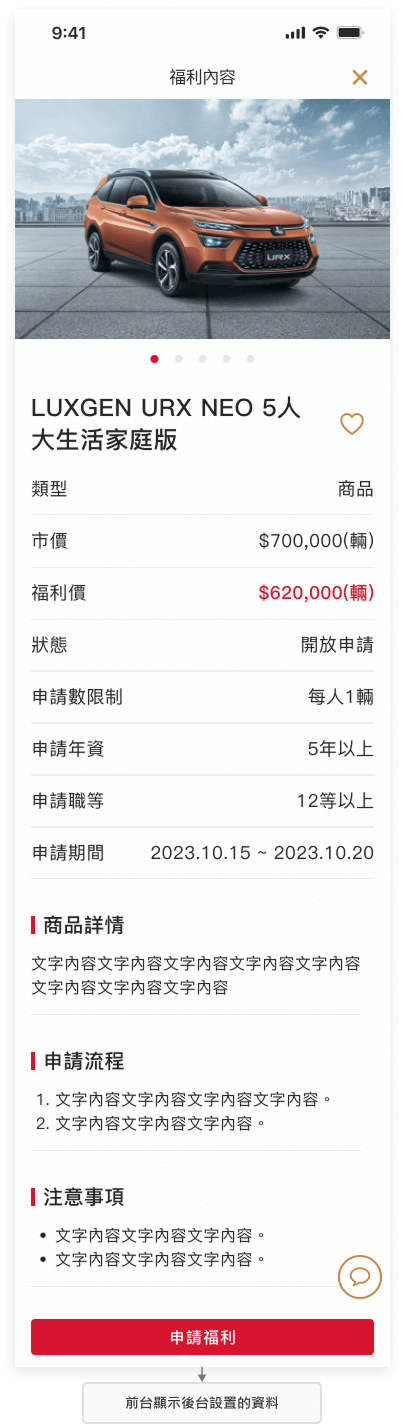 9:41
福利內容
URX
LUXGEN URX NEO 5人
大生活家庭版
類型 商品
市價 $700,000(輛)
福利價 $620,000(輛)
狀態 開放申請
申請數限制 每人1輛
申請年資 5年以上
申請職等 12等以上
申請期間 2023.10.15 ~ 2023.10.20
商品詳情
文字內容文字內容文字內容文字內容文字內容
文字內容文字內容文字內容
申請流程
1. 文字內容文字內容文字內容文字內容。
2. 文字內容文字內容文字內容。
注意事項
• 文字內容文字內容文字內容。
• 文字內容文字內容文字內容。
申請福利
前台顯示後台設置的資料